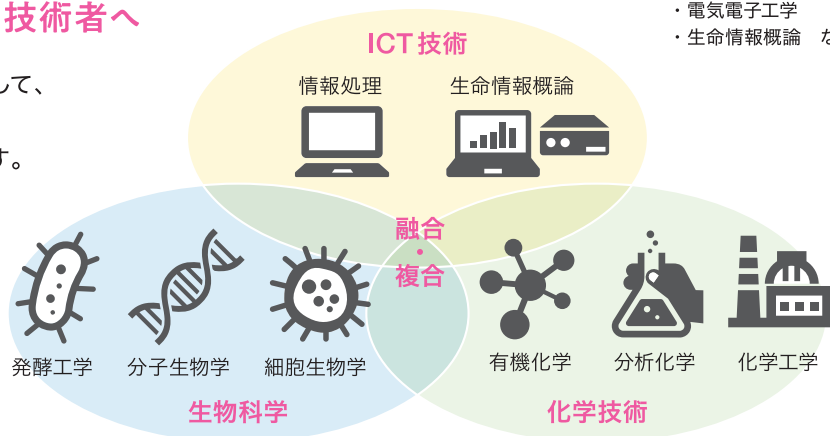 技術者へ
・電気電子工学
・生命情報概論 な
して、
す。
ICT技術
情報処理
生命情報概論
融合
・
複合
発酵工学
分子生物学
細胞生物学
有機化学
分析化学
化学工学
生物科学
化学技術